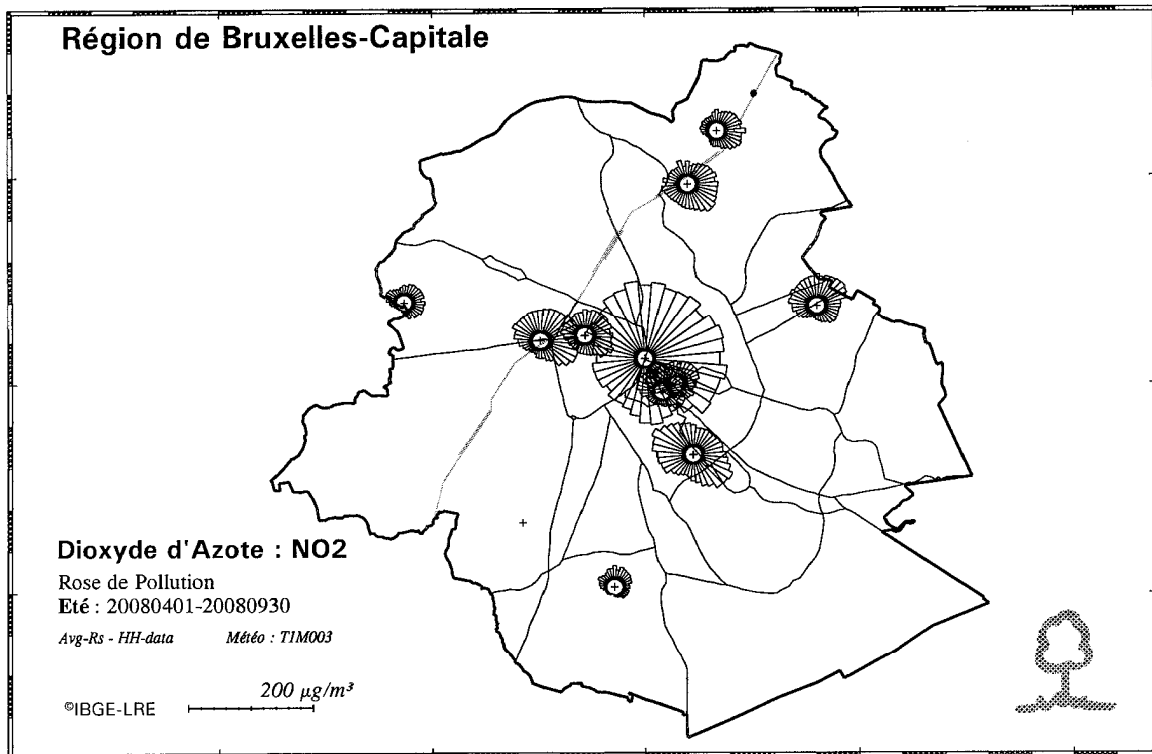 Région de Bruxelles-Capitale
Dioxyde d'Azote : NO2
Rose de Pollution
Eté : 20080401-20080930
Avg-Rs - HH-data Météo : T1M003
200 µg/m³
©IBGE-LRE